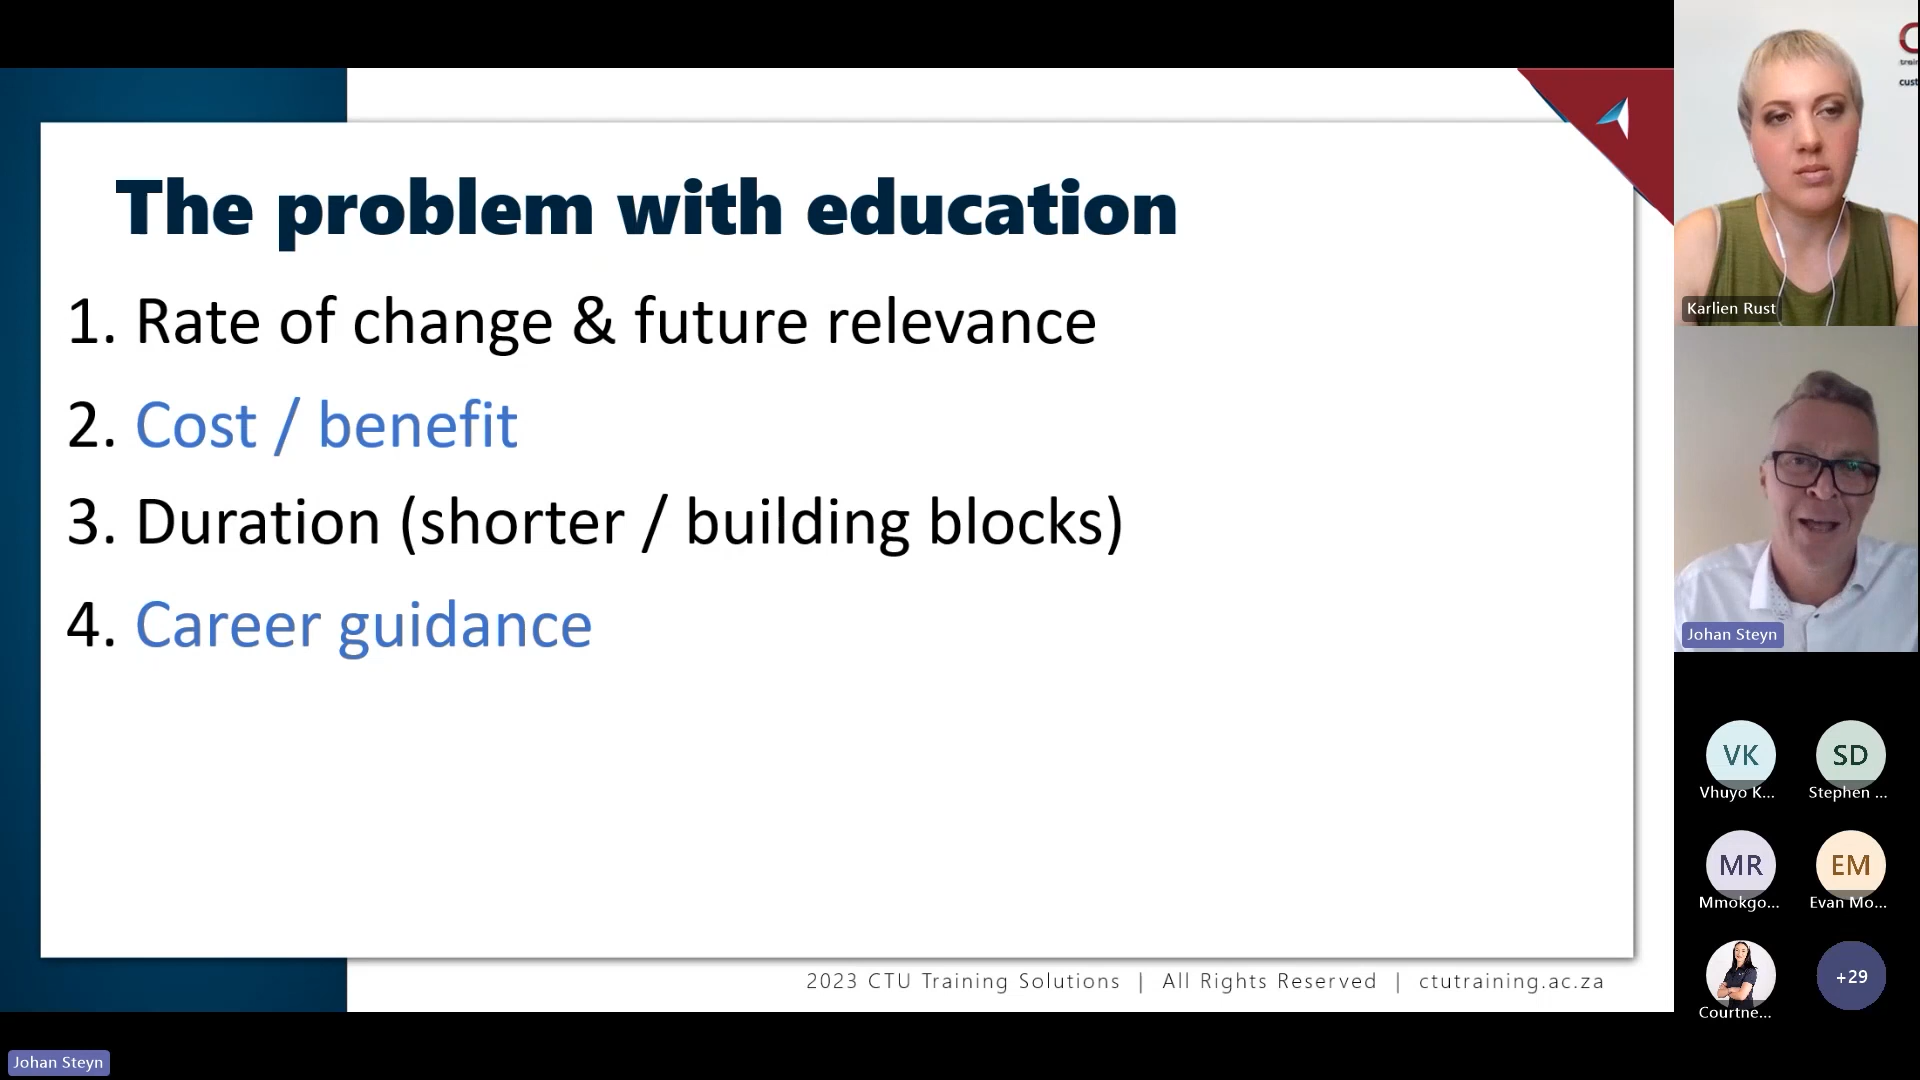 The problem with education
1. Rate of change & future relevance
2. Cost / benefit
3. Duration (shorter / building blocks)
4. Career guidance
2023 CTU Training Solutions | All Rights Reserved | ctutraining.ac.za
Johan Steyn
C
train
cust
Karlien Rust
Johan Steyn
VK
Vhuyo K...
SD
Stephen ...
MR
Mmokgo...
EM
Evan Mo...
Courtne...
+29